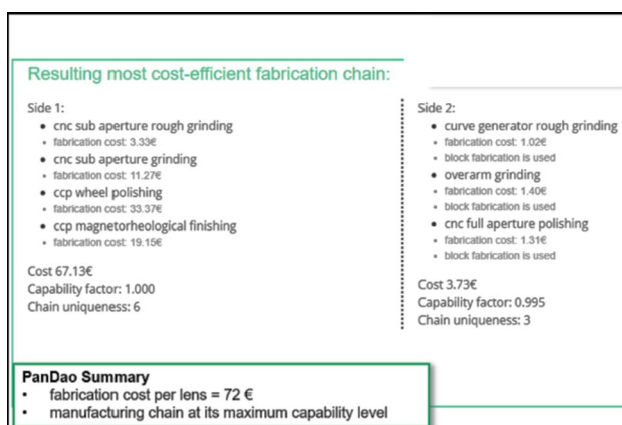 Resulting most cost-efficient fabrication chain:
Side 1:
• cnc sub aperture rough grinding
• fabrication cost: 3.33€
• cnc sub aperture grinding
• fabrication cost: 11.27€
• ccp wheel polishing
• fabrication cost: 33.37€
• ccp magnetorheological finishing
• fabrication cost: 19.15€
Cost 67.13€
Capability factor: 1.000
Chain uniqueness: 6
Side 2:
• curve generator rough grinding
• fabrication cost: 1.02€
• block fabrication is used
• overarm grinding
• fabrication cost: 1.40€
• block fabrication is used
• cnc full aperture polishing
• fabrication cost: 1.31€
• block fabrication is used
Cost 3.73€
Capability factor: 0.995
Chain uniqueness: 3
PanDao Summary
• fabrication cost per lens = 72 €
• manufacturing chain at its maximum capability level